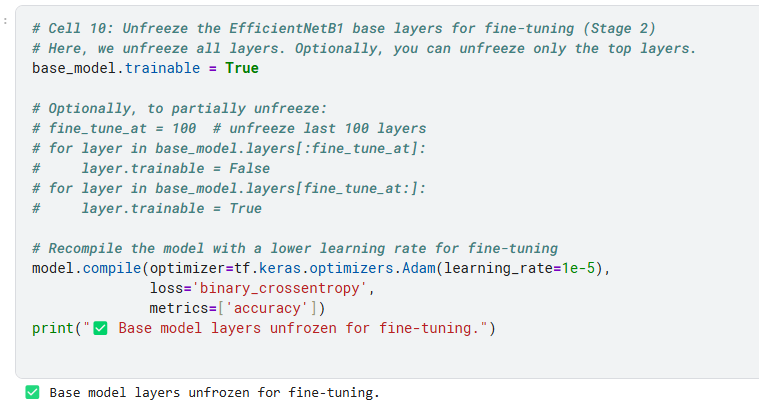 :
# Cell 10: Unfreeze the EfficientNetB1 base layers for fine-tuning (Stage 2)
# Here, we unfreeze all layers. Optionally, you can unfreeze only the top layers.
base_model.trainable = True

# Optionally, to partially unfreeze:
# fine_tune_at = 100  # unfreeze last 100 layers
# for layer in base_model.layers[:fine_tune_at]:
#     layer.trainable = False
# for layer in base_model.layers[fine_tune_at:]:
#     layer.trainable = True

# Recompile the model with a lower learning rate for fine-tuning
model.compile(optimizer=tf.keras.optimizers.Adam(learning_rate=1e-5),
              loss='binary_crossentropy',
              metrics=['accuracy'])
print("✅ Base model layers unfrozen for fine-tuning.")

✅ Base model layers unfrozen for fine-tuning.